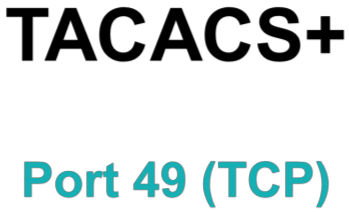 TACACS+
Port 49 (TCP)